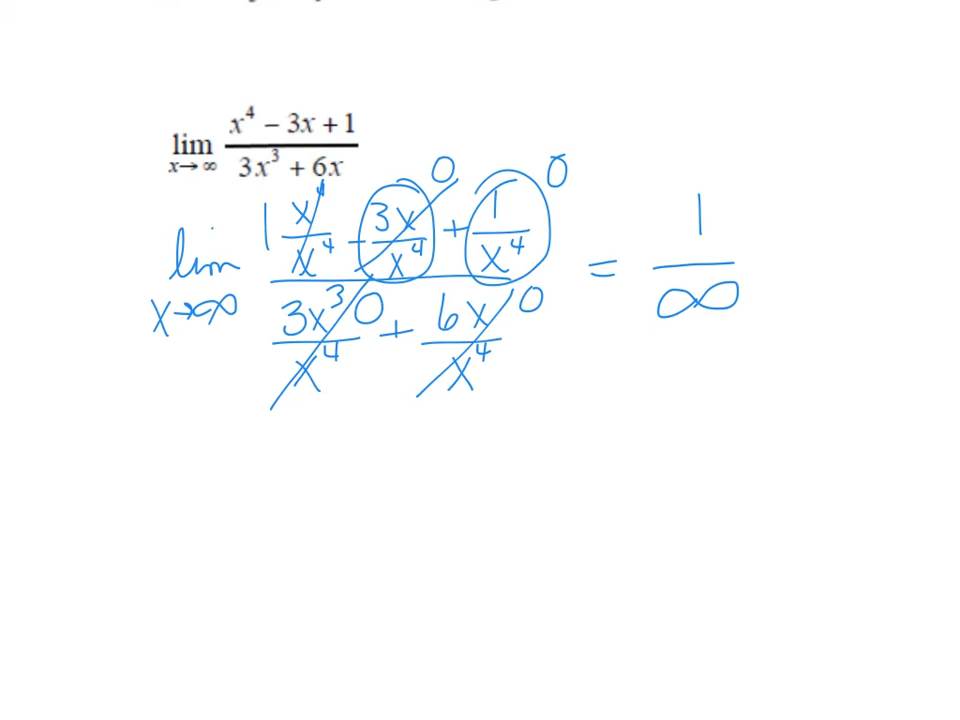 lim x→∞ x⁴ − 3x + 1 / 3x³ + 6x
0 0
lim x→∞ 1 x⁴/x⁴ − 3x/x⁴ + 1/x⁴ = 1/∞
3x³/x⁴ 0 + 6x/x⁴ 0